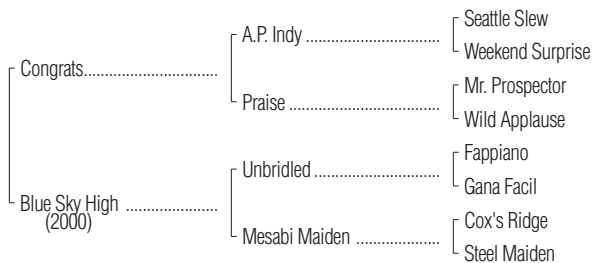 Seattle Slew
A.P. Indy
Weekend Surprise
Congrats
Mr. Prospector
Praise
Wild Applause
Fappiano
Unbridled
Gana Facil
Blue Sky High
(2000)
Cox's Ridge
Mesabi Maiden
Steel Maiden